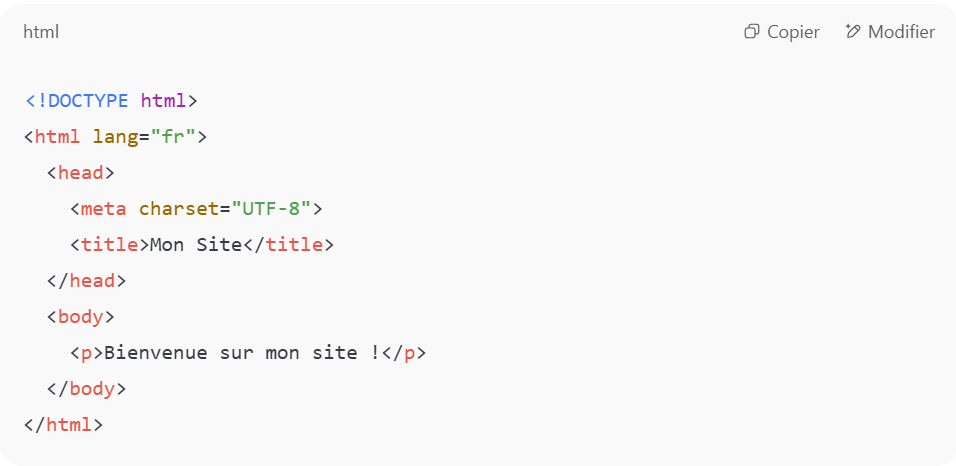 html
Copier
Modifier
<!DOCTYPE html>
<html lang="fr">
  <head>
    <meta charset="UTF-8">
    <title>Mon Site</title>
  </head>
  <body>
    <p>Bienvenue sur mon site !</p>
  </body>
</html>